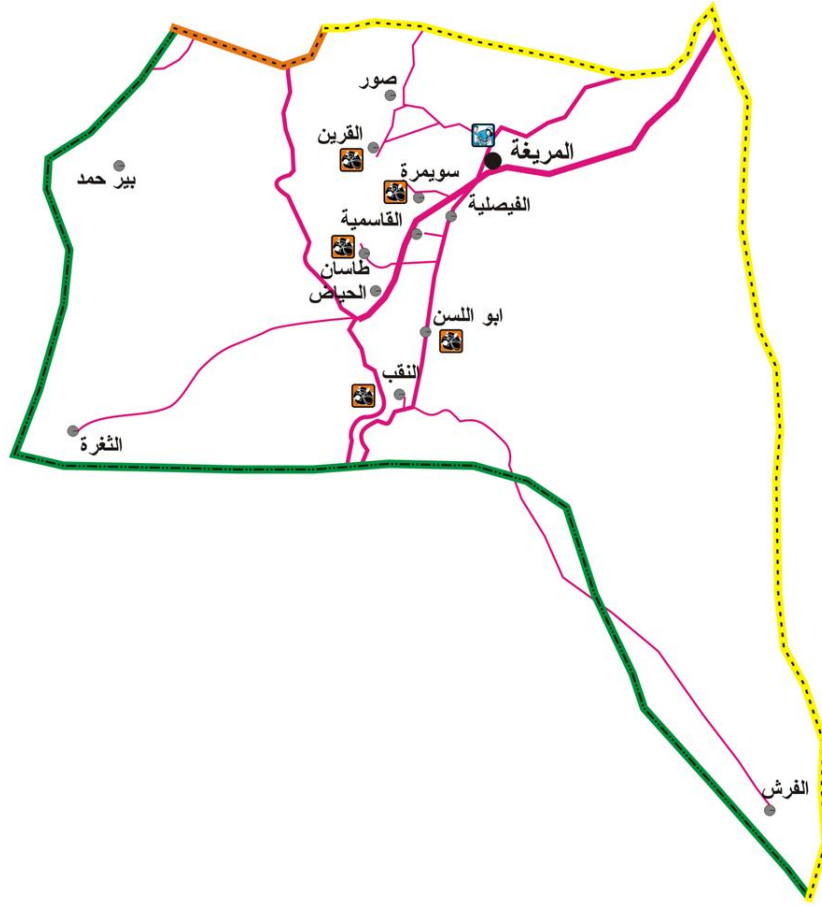 صور
القرين
المريغة
بير حمد
سويمرة
الفيصلية
القاسمية
طاسان
الحياض
ابو اللسن
النقب
الثغرة
الفرش